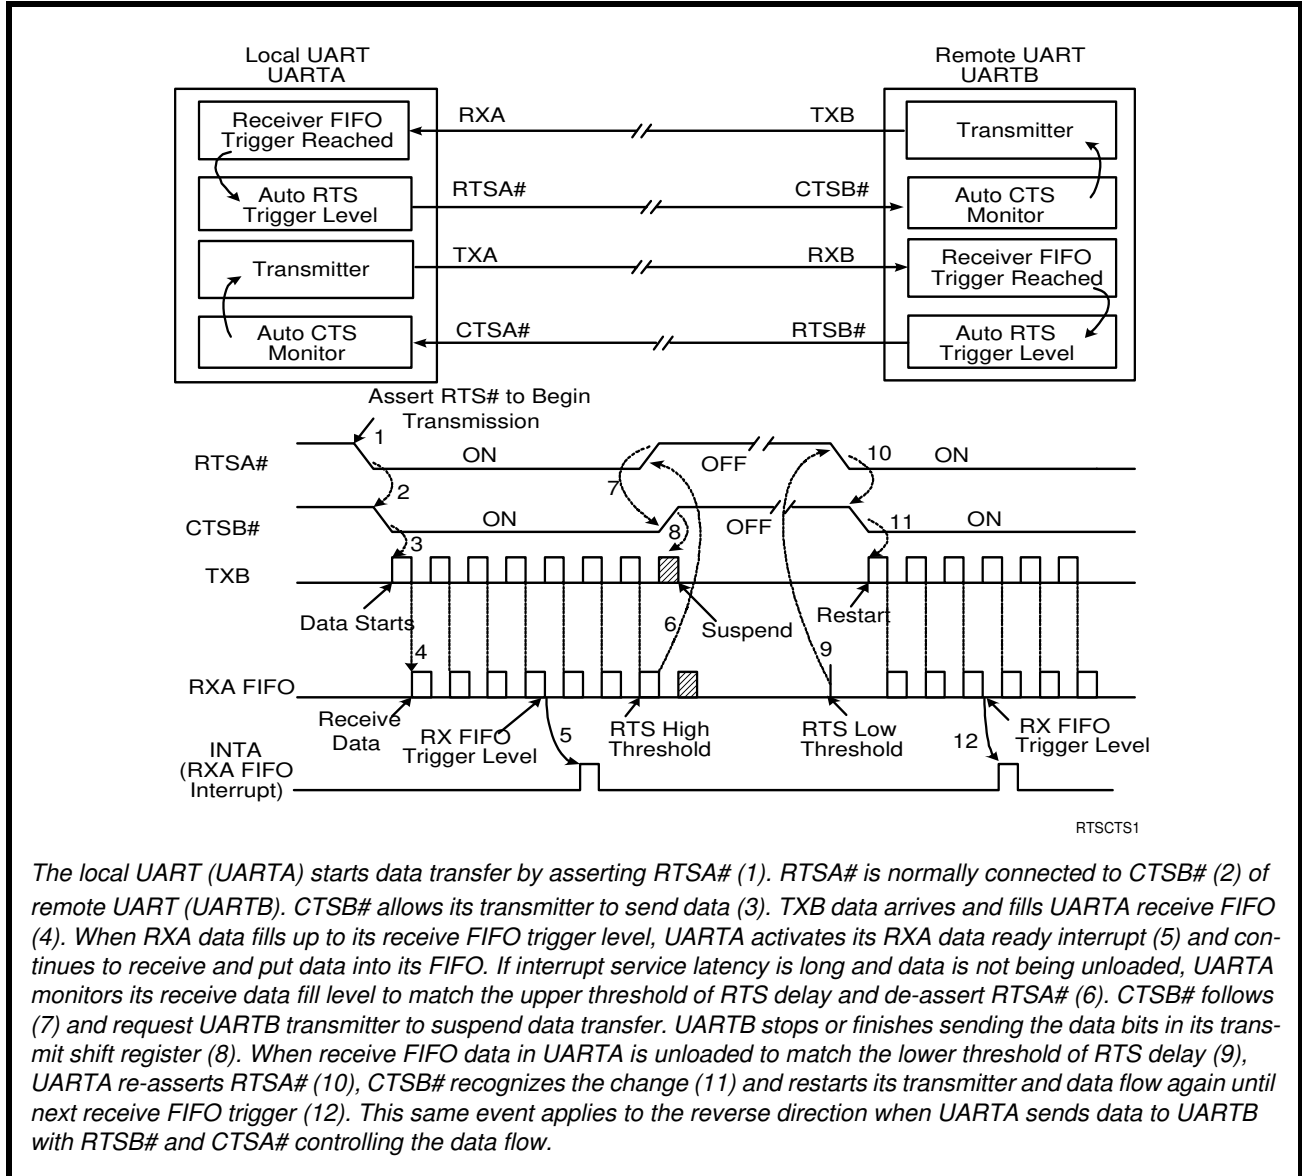 Local UART
UARTA
Remote UART
UARTB
Receiver FIFO
Trigger Reached
RXA
TXB
Transmitter
Auto RTS
Trigger Level
RTSA#
CTSB#
Auto CTS
Monitor
Transmitter
TXA
RXB
Receiver FIFO
Trigger Reached
Auto CTS
Monitor
CTSA#
RTSB#
Auto RTS
Trigger Level
Assert RTS# to Begin
Transmission
1
RTSA#
ON
7
OFF
10
ON
2
CTSB#
ON
8
OFF
11
ON
3
TXB
Data Starts
6
Suspend
Restart
4
9
RXA FIFO
Receive
Data
RX FIFO
Trigger Level
5
RTS High
Threshold
RTS Low
Threshold
12
RX FIFO
Trigger Level
INTA
(RXA FIFO
Interrupt)
RTSCTS1
The local UART (UARTA) starts data transfer by asserting RTSA# (1). RTSA# is normally connected to CTSB# (2) of
remote UART (UARTB). CTSB# allows its transmitter to send data (3). TXB data arrives and fills UARTA receive FIFO
(4). When RXA data fills up to its receive FIFO trigger level, UARTA activates its RXA data ready interrupt (5) and con-
tinues to receive and put data into its FIFO. If interrupt service latency is long and data is not being unloaded, UARTA
monitors its receive data fill level to match the upper threshold of RTS delay and de-assert RTSA# (6). CTSB# follows
(7) and request UARTB transmitter to suspend data transfer. UARTB stops or finishes sending the data bits in its trans-
mit shift register (8). When receive FIFO data in UARTA is unloaded to match the lower threshold of RTS delay (9),
UARTA re-asserts RTSA# (10), CTSB# recognizes the change (11) and restarts its transmitter and data flow again until
next receive FIFO trigger (12). This same event applies to the reverse direction when UARTA sends data to UARTB
with RTSB# and CTSA# controlling the data flow.